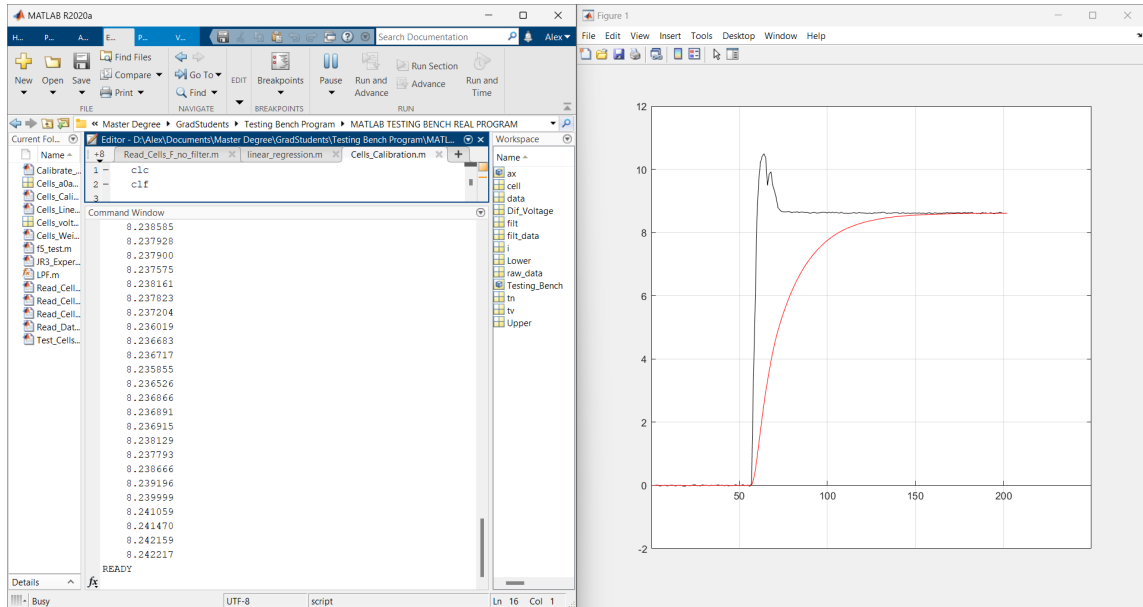 MATLAB R2020a
H... P... A... E... P... V... Search Documentation Alex
New Open Save Find Files Compare Print Go To Find EDIT Breakpoints Pause Run and Advance Run Section Advance Run and Time
FILE NAVIGATE BREAKPOINTS RUN
« Master Degree GradStudents Testing Bench Program MATLAB TESTING BENCH REAL PROGRAM
Current Fol...
Name
Calibrate_...
Cells_a0a...
Cells_Cali...
Cells_Line...
Cells_volt...
Cells_Wei...
f5_test.m
JR3_Exper...
LPF.m
Read_Cell...
Read_Cell...
Read_Cell...
Read_Dat...
Test_Cells...
Details
Editor - D:\Alex\Documents\Master Degree\GradStudents\Testing Bench Program\MATL...
+8 Read_Cells_F_no_filter.m linear_regression.m Cells_Calibration.m +
1 - clc
2 - clf
3
Command Window
8.238585
8.237928
8.237900
8.237575
8.238161
8.237823
8.237204
8.236019
8.236683
8.236717
8.235855
8.236526
8.236866
8.236891
8.236915
8.238129
8.237793
8.238666
8.239196
8.239999
8.241059
8.241470
8.242159
8.242217
READY
fx
Workspace
Name
ax
cell
data
Dif_Voltage
filt
filt_data
i
Lower
raw_data
Testing_Bench
tn
tv
Upper
Busy UTF-8 script Ln 16 Col 1
Figure 1
File Edit View Insert Tools Desktop Window Help
12
10
8
6
4
2
0
-2
50 100 150 200